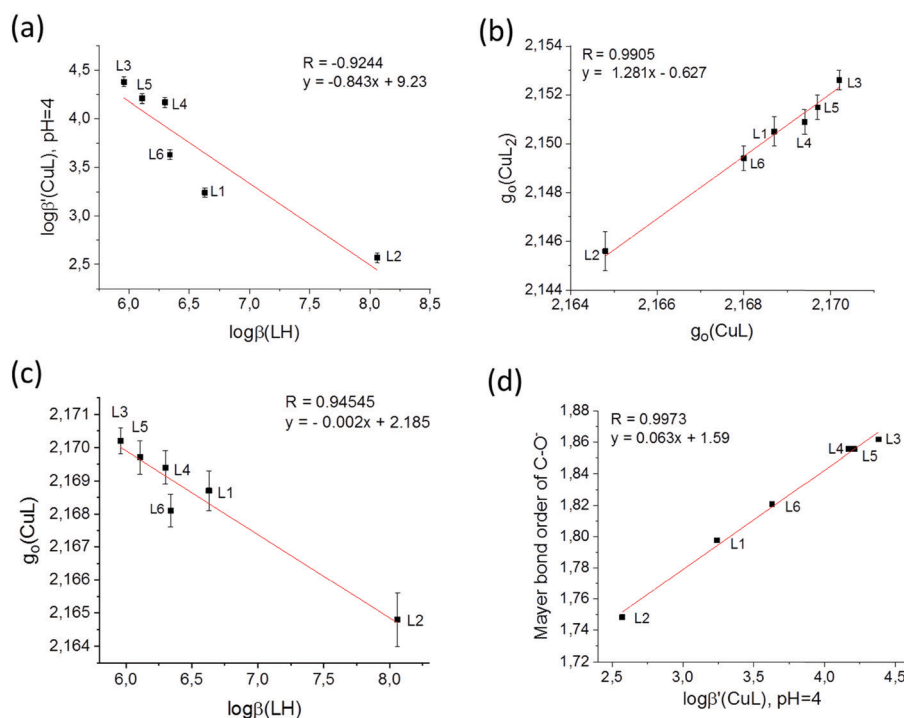 (a)
R = -0.9244
y = -0.843x + 9.23
L3
L5
L4
L6
L1
L2
4,5
4,0
3,5
3,0
2,5
logβ'(CuL), pH=4
6,0 6,5 7,0 7,5 8,0 8,5
logβ(LH)
(b)
R = 0.9905
y = 1.281x - 0.627
L3
L5
L4
L1
L6
L2
2,154
2,152
2,150
2,148
2,146
2,144
g₀(CuL₂)
2,164 2,166 2,168 2,170
g₀(CuL)
(c)
R = 0.94545
y = - 0.002x + 2.185
L3
L5
L4
L1
L6
L2
2,171
2,170
2,169
2,168
2,167
2,166
2,165
2,164
g₀(CuL)
6,0 6,5 7,0 7,5 8,0
logβ(LH)
(d)
R = 0.9973
y = 0.063x + 1.59
L3
L4
L5
L6
L1
L2
1,88
1,86
1,84
1,82
1,80
1,78
1,76
1,74
1,72
Mayer bond order of C-O⁻
2,5 3,0 3,5 4,0 4,5
logβ'(CuL), pH=4